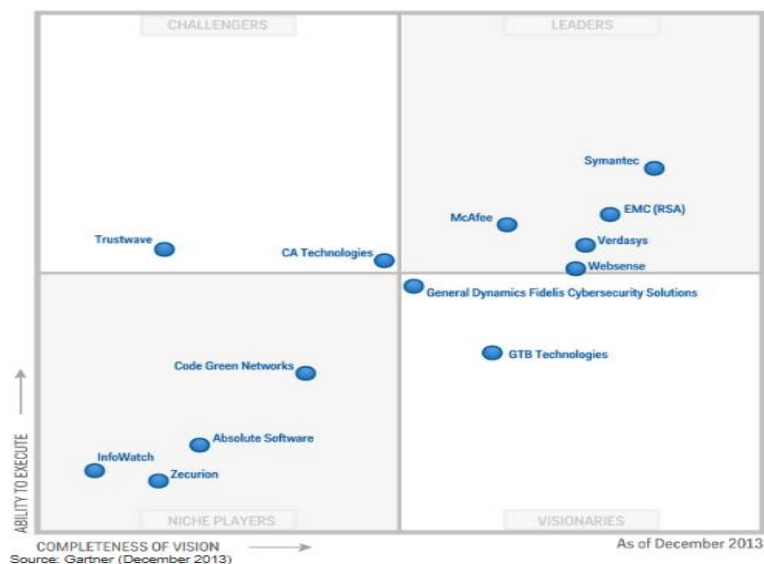 CHALLENGERS
LEADERS
Symantec
EMC (RSA)
McAfee
Trustwave
Verdasys
CA Technologies
Websense
General Dynamics Fidelis Cybersecurity Solutions
GTB Technologies
Code Green Networks
Absolute Software
InfoWatch
Zecurion
NICHE PLAYERS
VISIONARIES
ABILITY TO EXECUTE
COMPLETENESS OF VISION
As of December 2013
Source: Gartner (December 2013)